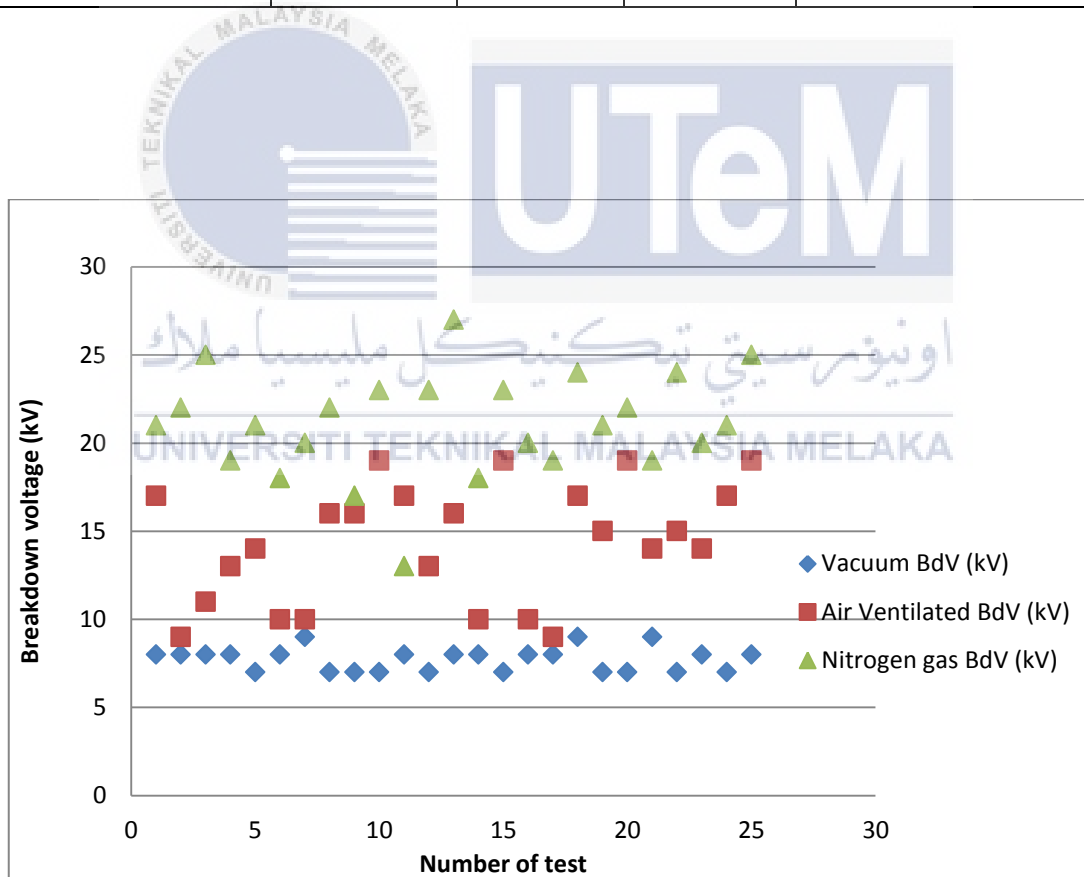 UNIVERSITI TEKNIKAL MALAYSIA MELAKA
UTeM
اونيۏرسيتي تيكنيكل مليسيا ملاك
UNIVERSITI TEKNIKAL MALAYSIA MELAKA
Breakdown voltage (kV)
30
25
20
15
10
5
0
0 5 10 15 20 25 30
Number of test
Vacuum BdV (kV)
Air Ventilated BdV (kV)
Nitrogen gas BdV (kV)